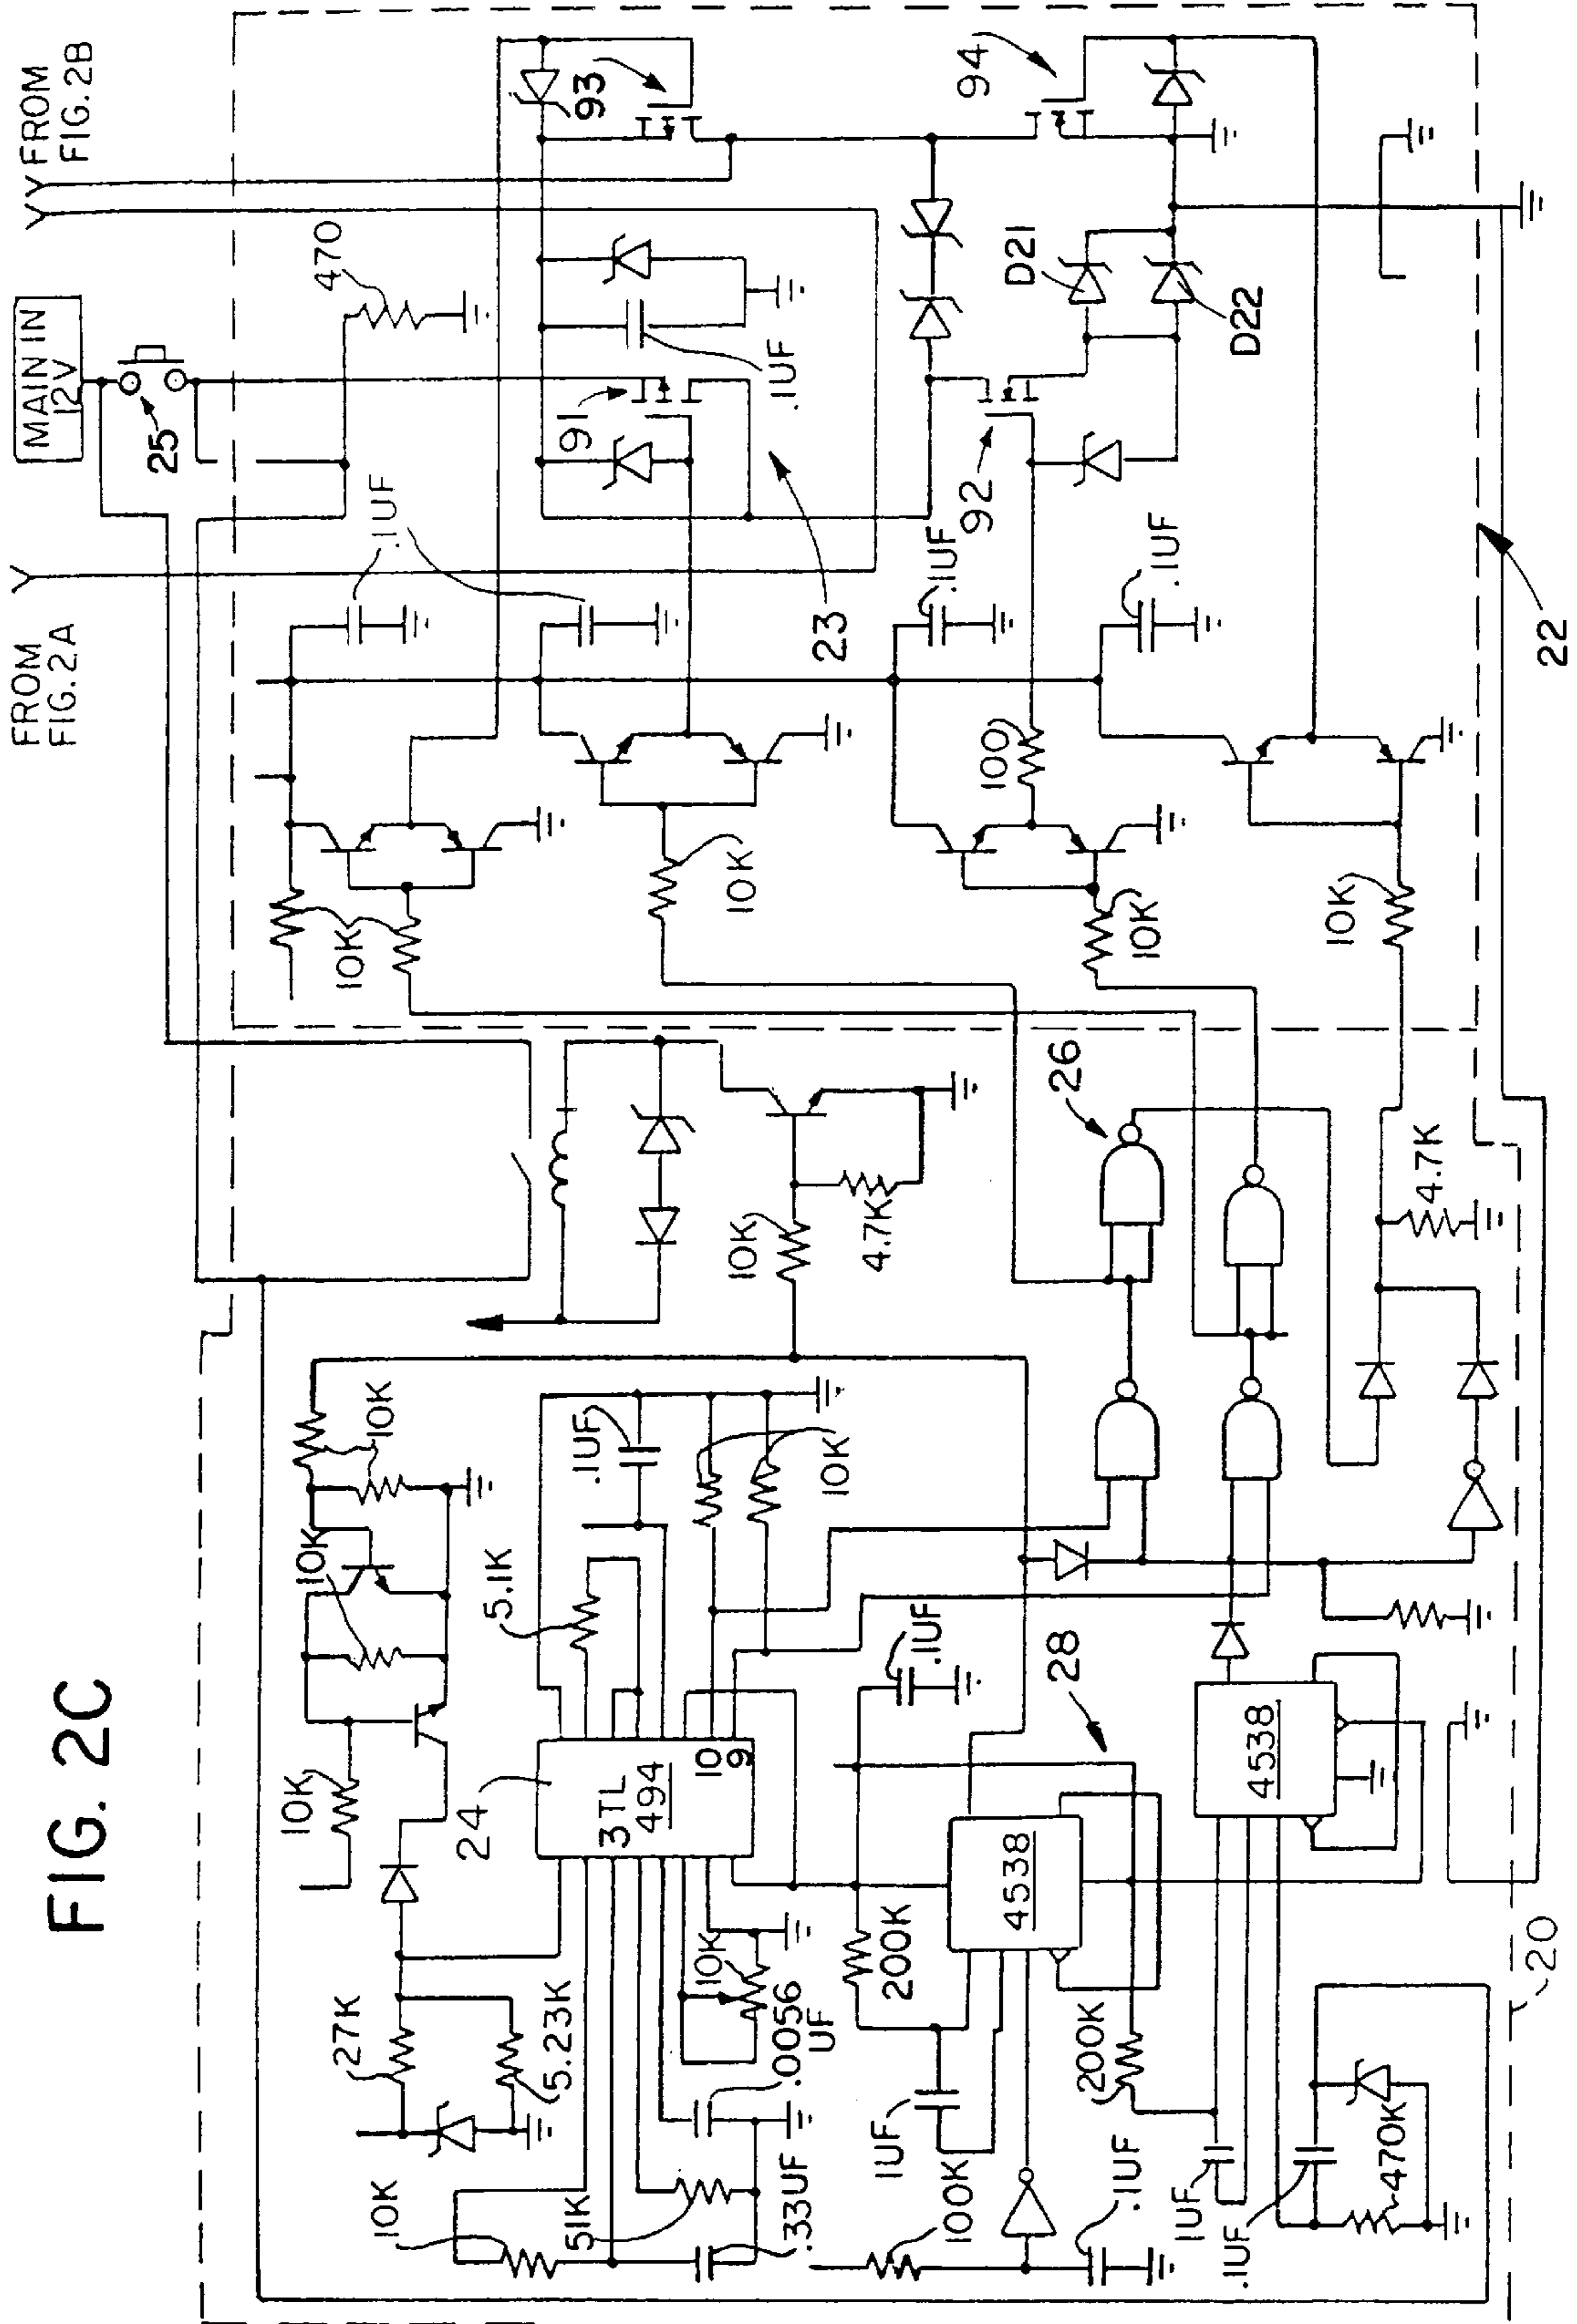 FIG. 2C
FROM
FIG. 2A
MAIN IN
12V
FROM
FIG. 2B
25
470
.1UF
93
91
.1UF
23
94
D21
D22
92
.1UF
.1UF
22
10K
10K
100
10K
10K
10K
4.7K
26
4.7K
10K
10K
10K
24
5.1K
.1UF
10K
3TL
494
10
9
27K
5.23K
10K
51K
.33UF
10K
.0056
UF
.1UF
28
200K
4538
4538
1UF
100K
.1UF
200K
1UF
.1UF
470K
20